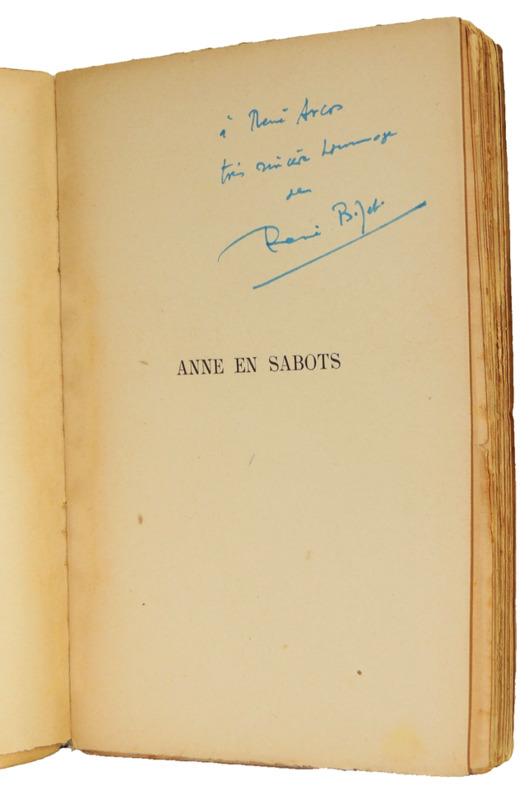 à René Arcos
très sincère hommage
de
René Bizet.
ANNE EN SABOTS